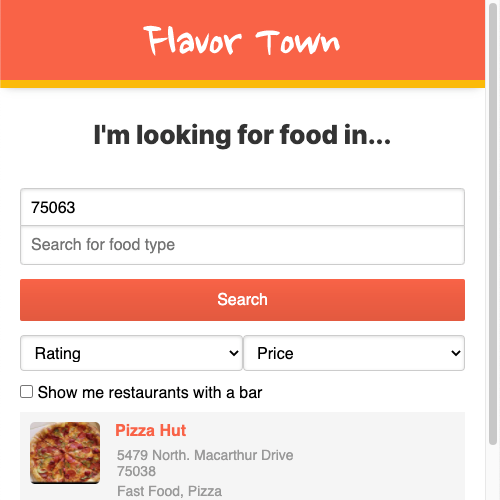 Flavor Town
I'm looking for food in...
75063
Search for food type
Search
Rating
Price
Show me restaurants with a bar
Pizza Hut
5479 North. Macarthur Drive
75038
Fast Food, Pizza